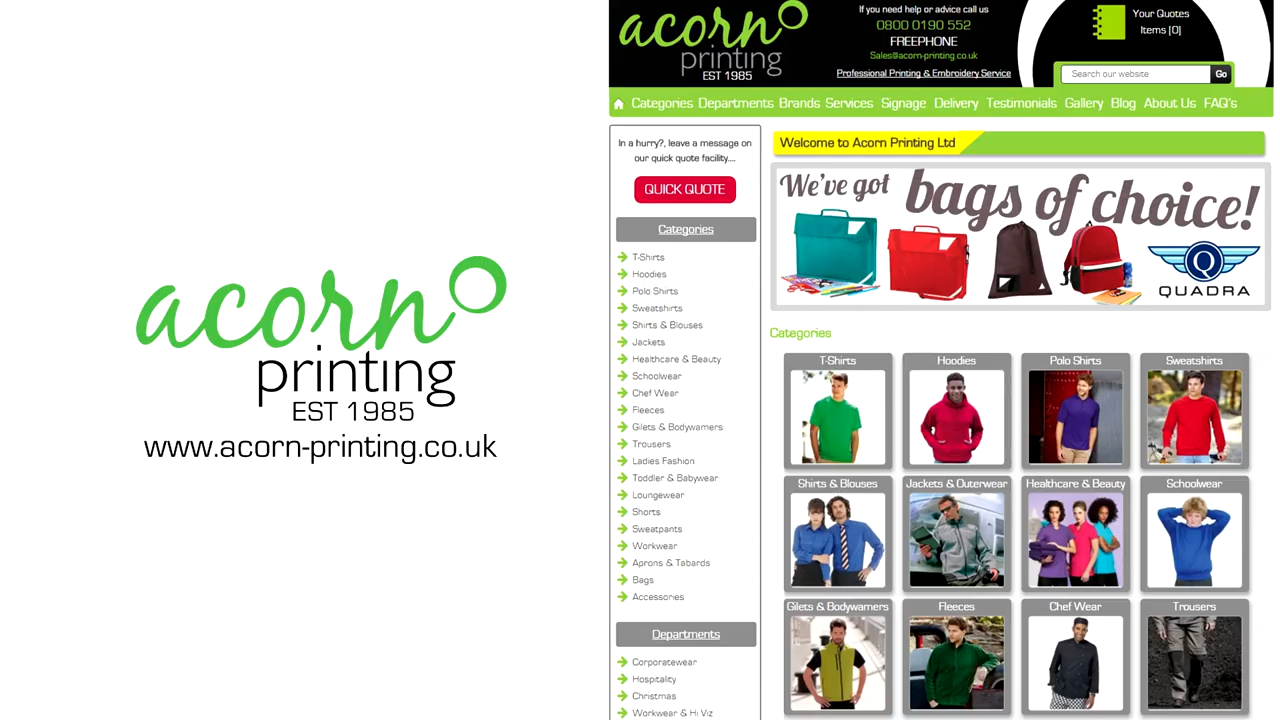 acorn
printing
EST 1985
www.acorn-printing.co.uk
acorn
printing
EST 1985
If you need help or advice call us
0800 0190 552
FREEPHONE
Sales@acorn-printing.co.uk
Professional Printing & Embroidery Service
Your Quotes
Items [0]
Search our website
Go
Categories Departments Brands Services Signage Delivery Testimonials Gallery Blog About Us FAQ's
In a hurry?, leave a message on
our quick quote facility....
QUICK QUOTE
Categories
T-Shirts
Hoodies
Polo Shirts
Sweatshirts
Shirts & Blouses
Jackets
Healthcare & Beauty
Schoolwear
Chef Wear
Fleeces
Gilets & Bodywamers
Trousers
Ladies Fashion
Toddler & Babywear
Loungewear
Shorts
Sweatpants
Workwear
Aprons & Tabards
Bags
Accessories
Departments
Corporatewear
Hospitality
Christmas
Workwear & Hi Viz
Welcome to Acorn Printing Ltd
We've got bags of choice!
Q
QUADRA
Categories
T-Shirts
Hoodies
Polo Shirts
Sweatshirts
Shirts & Blouses
Jackets & Outerwear
Healthcare & Beauty
Schoolwear
Gilets & Bodywamers
Fleeces
Chef Wear
Trousers